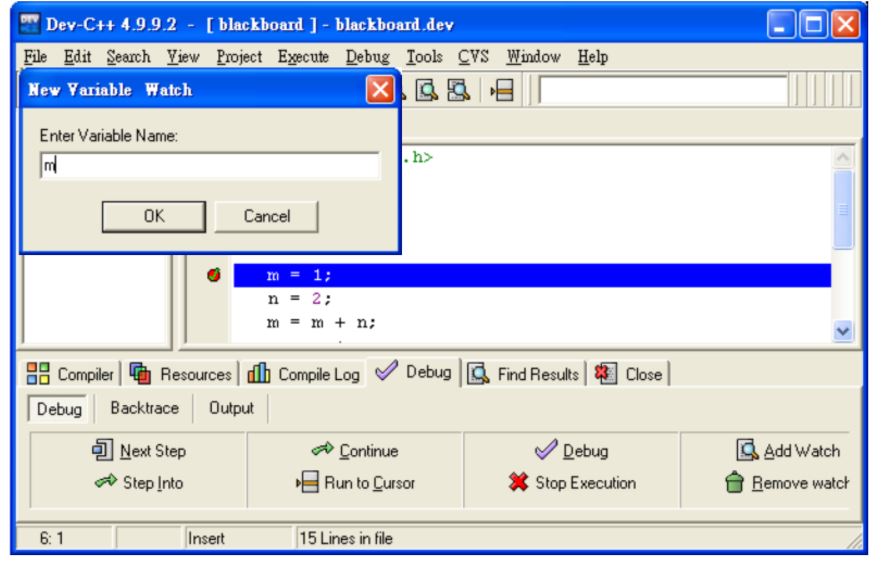 Dev-C++ 4.9.9.2 - [ blackboard ] - blackboard.dev
File Edit Search View Project Execute Debug Tools CVS Window Help
New Variable Watch
Enter Variable Name:
m
OK Cancel
.h>
m = 1;
n = 2;
m = m + n;
Compiler Resources Compile Log Debug Find Results Close
Debug Backtrace Output
Next Step Continue Debug Add Watch
Step Into Run to Cursor Stop Execution Remove watch
6: 1 Insert 15 Lines in file